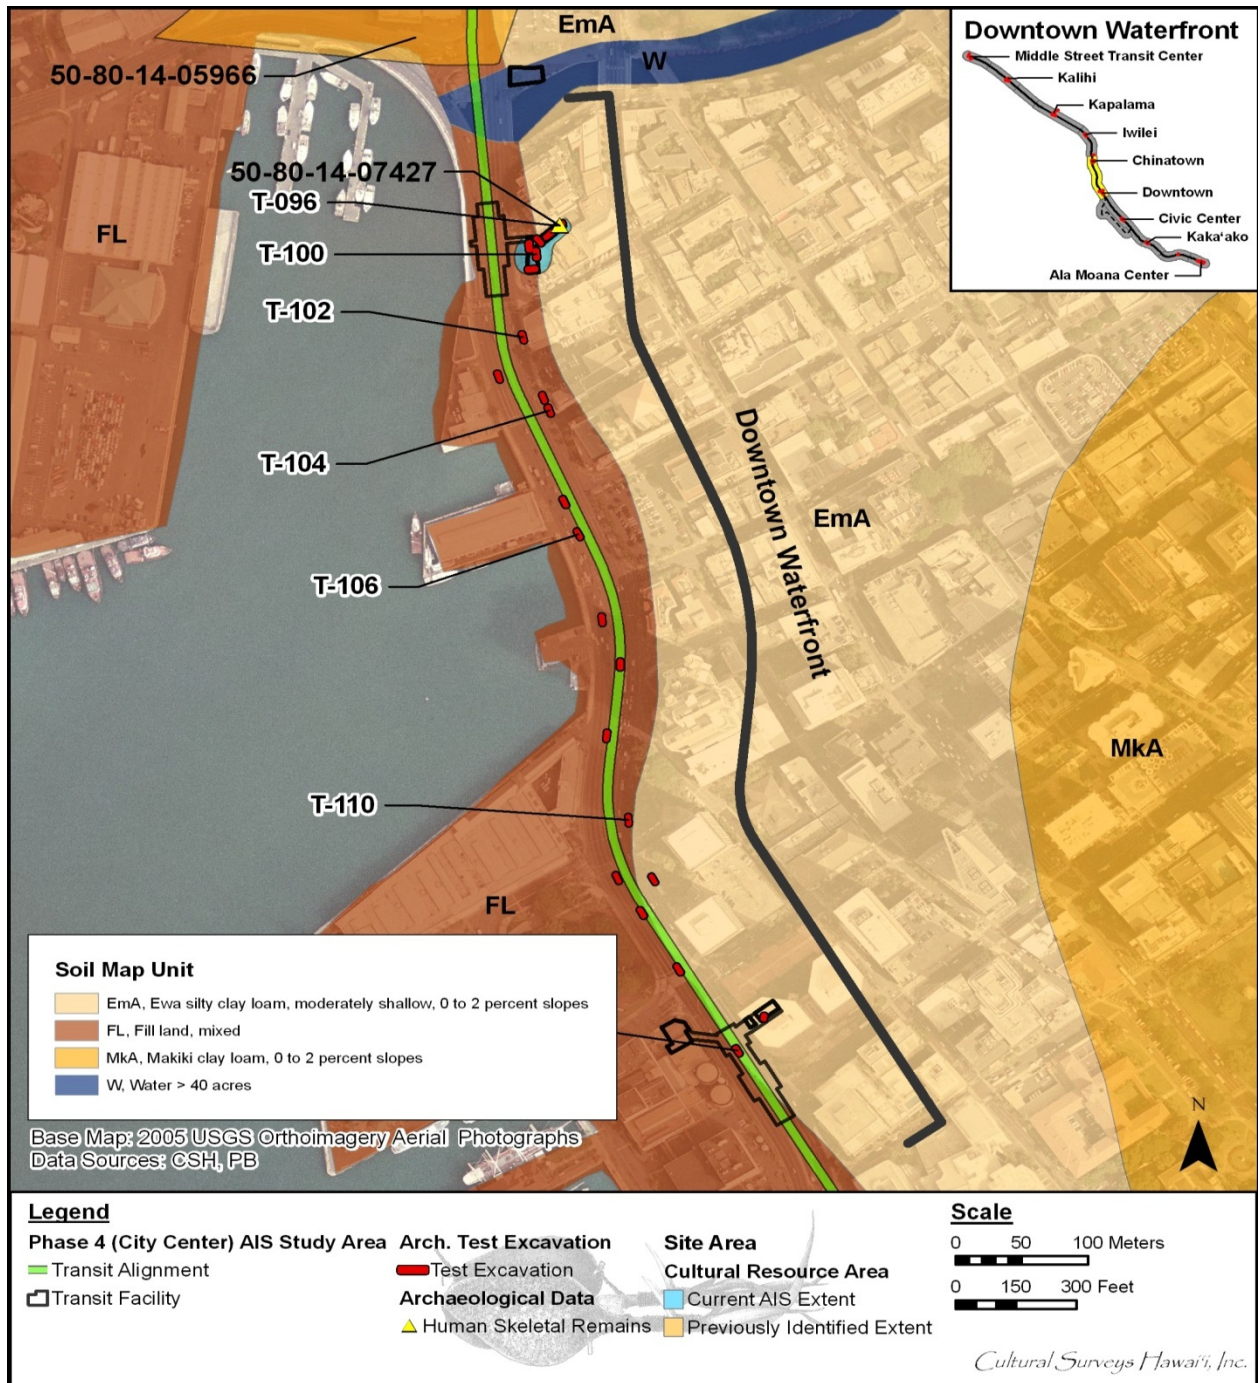 EmA
50-80-14-05966
W
Downtown Waterfront
Middle Street Transit Center
Kalihi
Kapalama
Iwilei
Chinatown
Downtown
Civic Center
Kaka‘ako
Ala Moana Center
50-80-14-07427
T-096
FL
T-100
T-102
T-104
T-106
Downtown Waterfront
EmA
MkA
T-110
FL
Soil Map Unit
EmA, Ewa silty clay loam, moderately shallow, 0 to 2 percent slopes
FL, Fill land, mixed
MkA, Makiki clay loam, 0 to 2 percent slopes
W, Water > 40 acres
N
Base Map: 2005 USGS Orthoimagery Aerial Photographs
Data Sources: CSH, PB
Legend
Phase 4 (City Center) AIS Study Area
Transit Alignment
Transit Facility
Arch. Test Excavation
Test Excavation
Archaeological Data
Human Skeletal Remains
Site Area
Cultural Resource Area
Current AIS Extent
Previously Identified Extent
Scale
0 50 100 Meters
0 150 300 Feet
Cultural Surveys Hawai‘i, Inc.